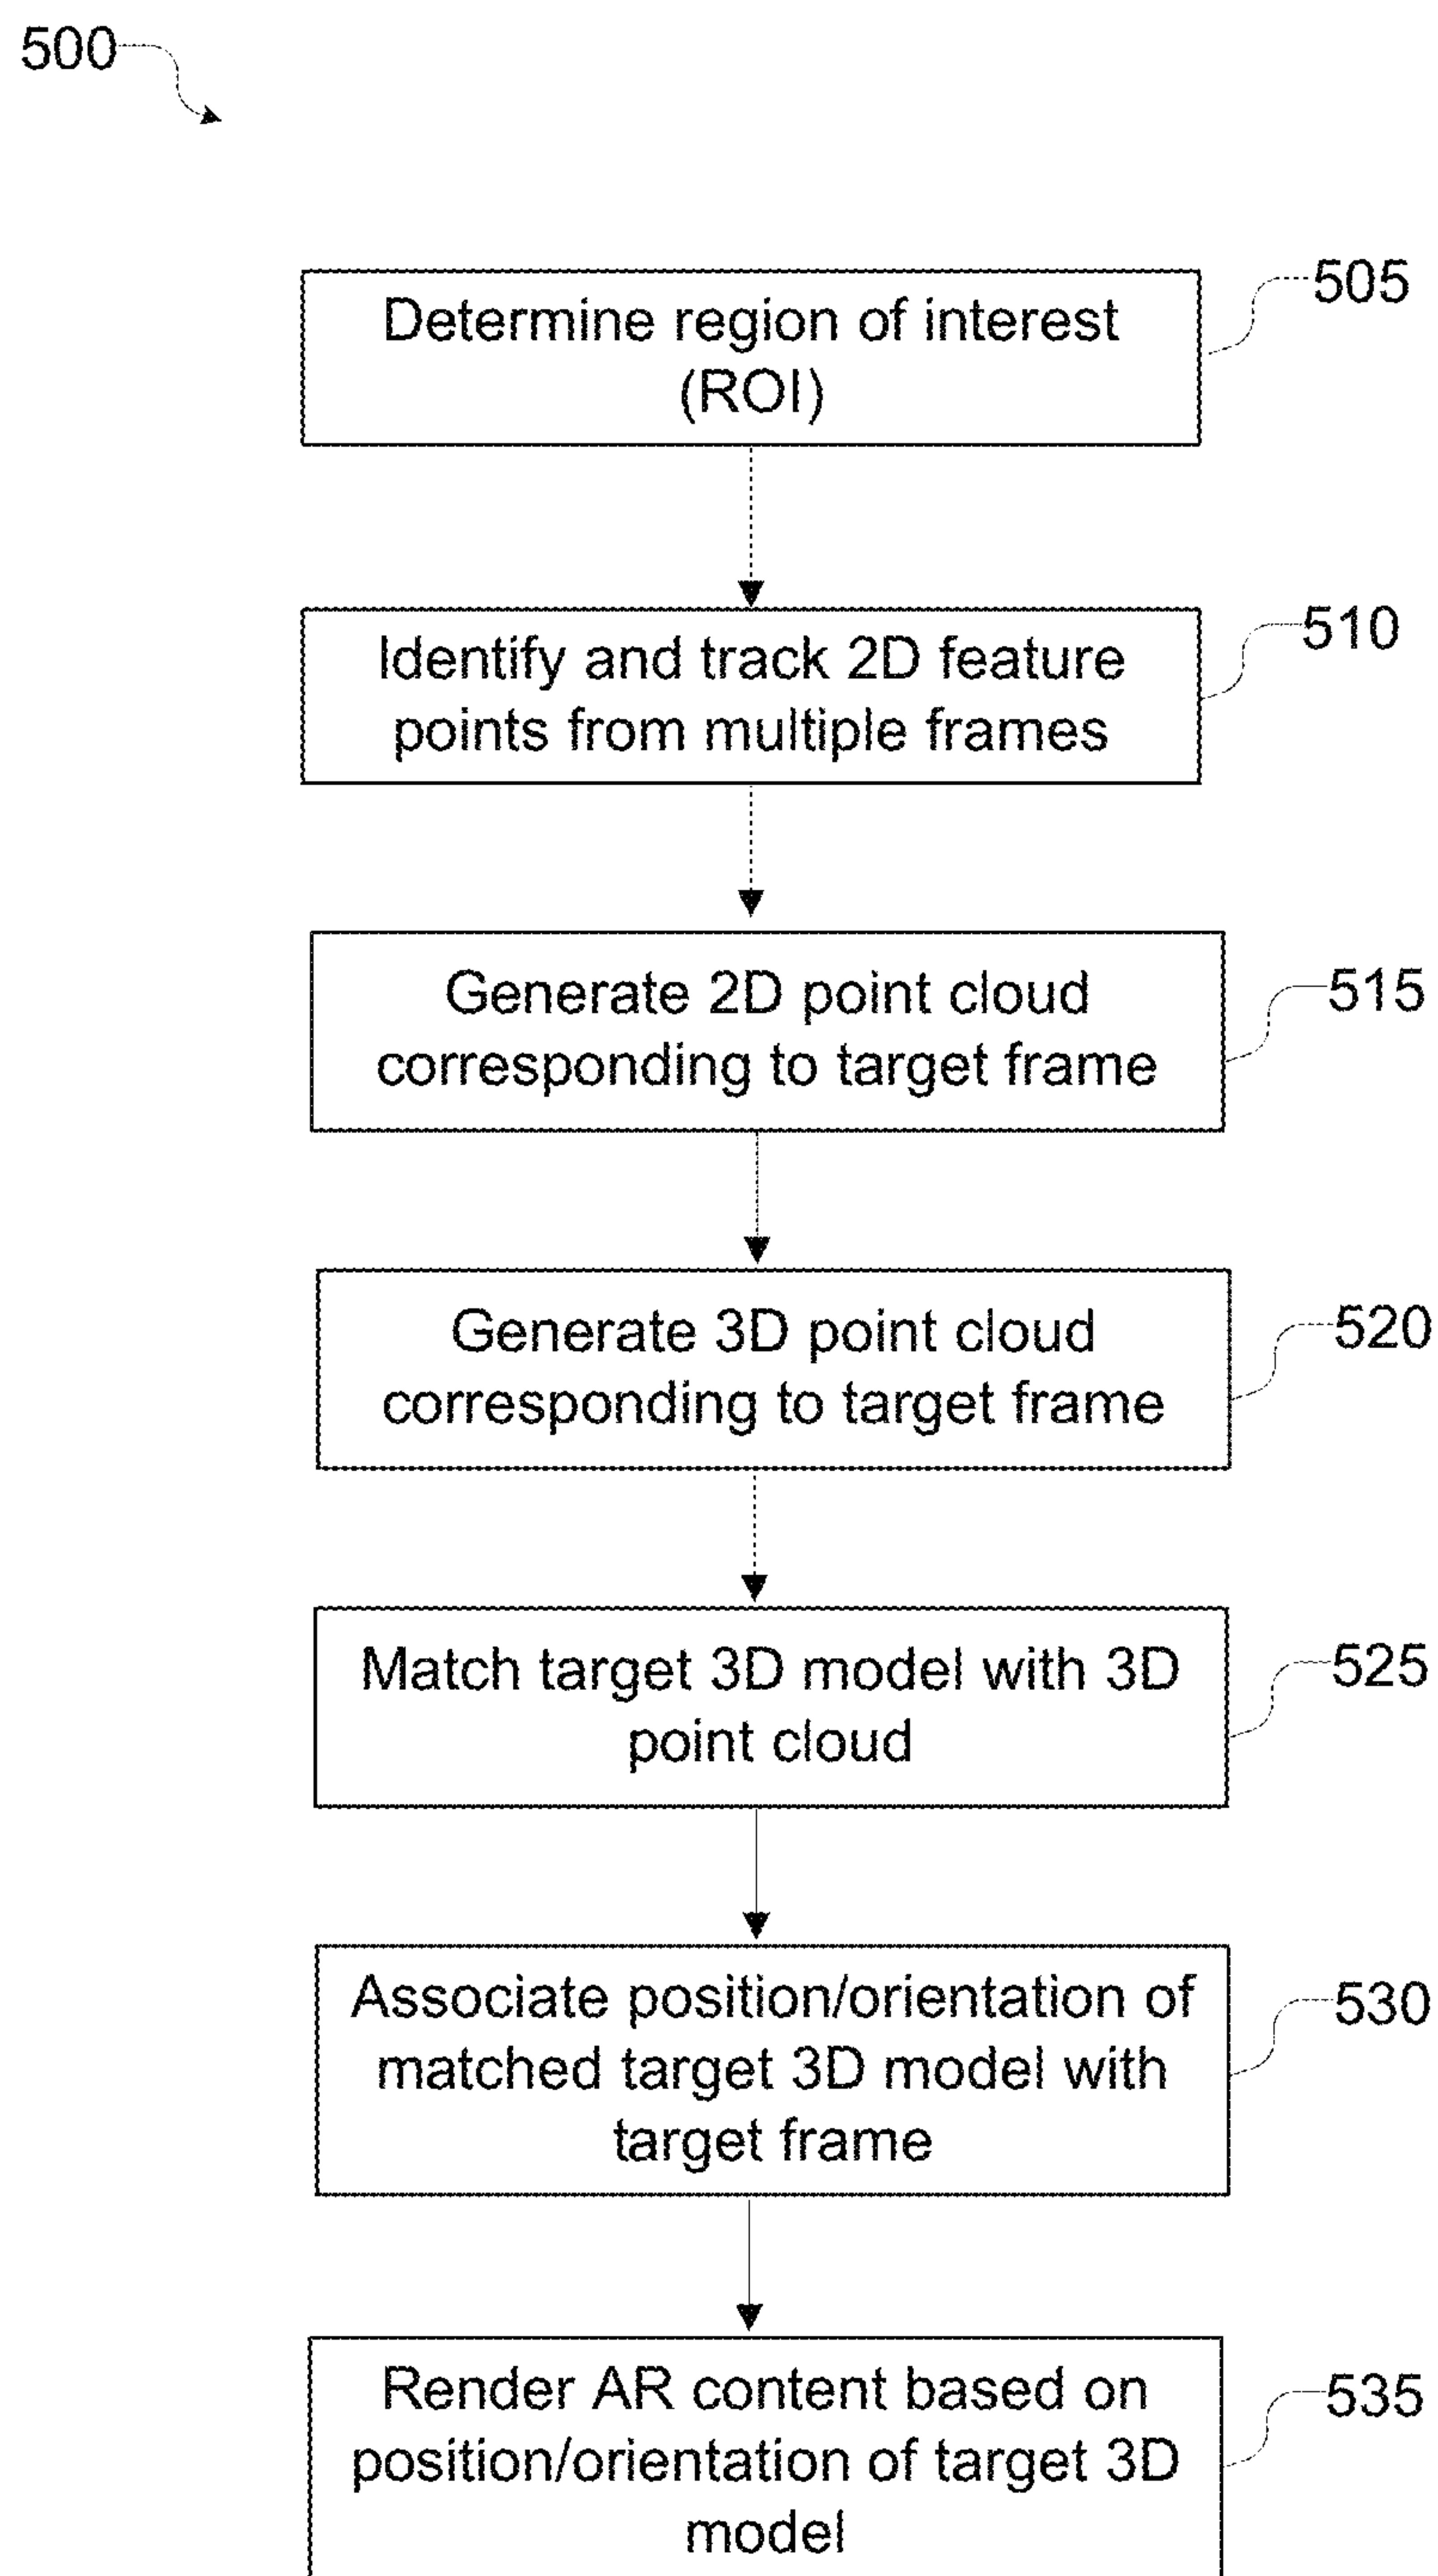 500
Determine region of interest
(ROI)
505
Identify and track 2D feature
points from multiple frames
510
Generate 2D point cloud
corresponding to target frame
515
Generate 3D point cloud
corresponding to target frame
520
Match target 3D model with 3D
point cloud
525
Associate position/orientation of
matched target 3D model with
target frame
530
Render AR content based on
position/orientation of target 3D
model
535